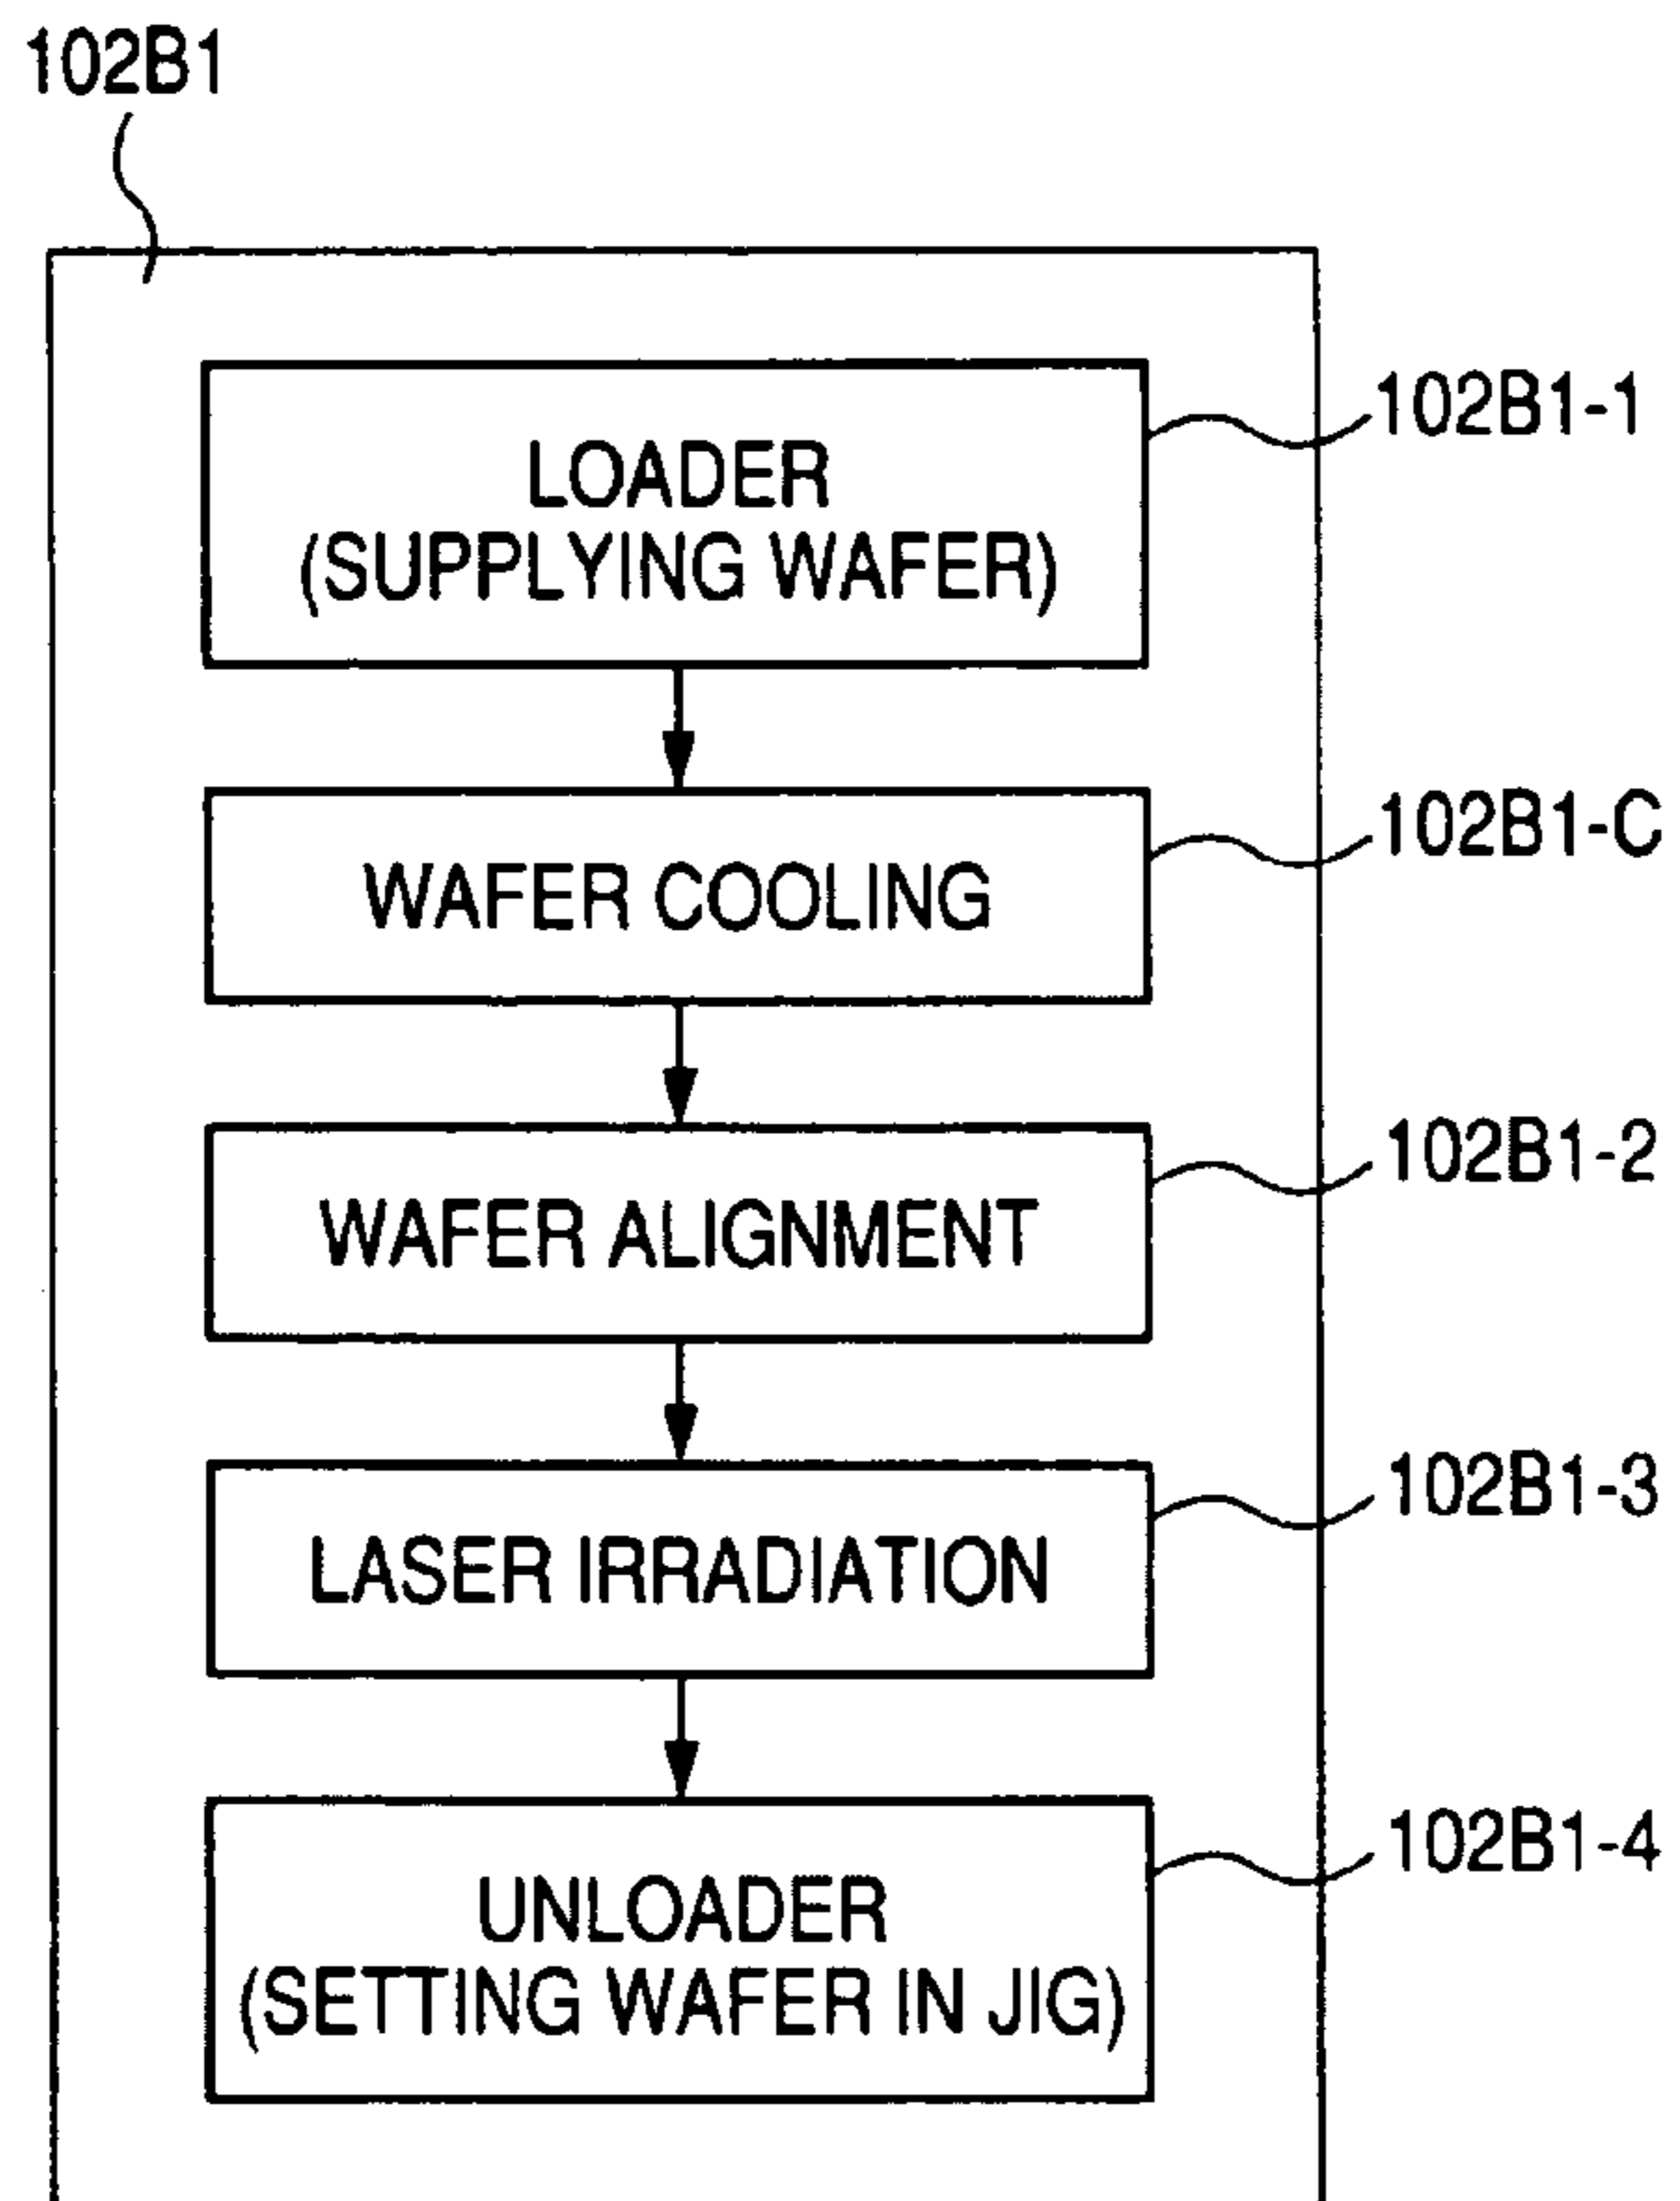 102B1
LOADER
(SUPPLYING WAFER)
102B1-1
WAFER COOLING
102B1-C
WAFER ALIGNMENT
102B1-2
LASER IRRADIATION
102B1-3
UNLOADER
(SETTING WAFER IN JIG)
102B1-4